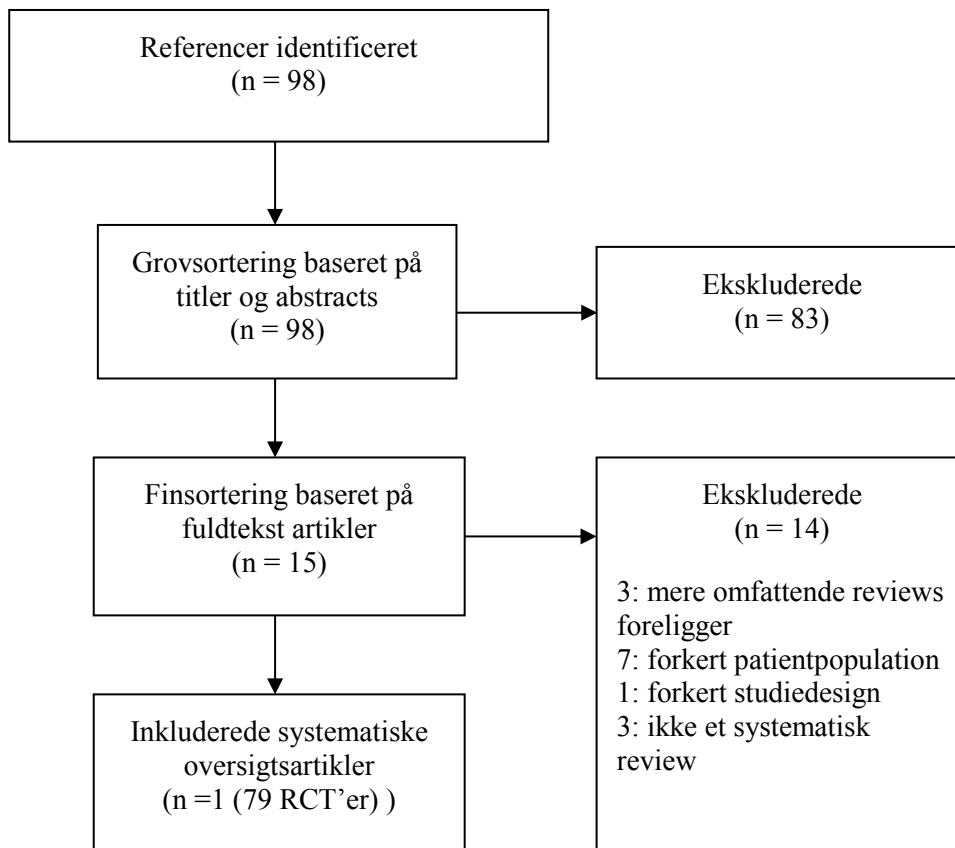 Referencer identificeret
(n = 98)
Grovsortering baseret på
titler og abstracts
(n = 98)
Ekskluderede
(n = 83)
Finsortering baseret på
fuldtekst artikler
(n = 15)
Ekskluderede
(n = 14)
3: mere omfattende reviews
foreligger
7: forkert patientpopulation
1: forkert studiedesign
3: ikke et systematisk
review
Inkluderede systematiske
oversigtsartikler
(n =1 (79 RCT’er) )